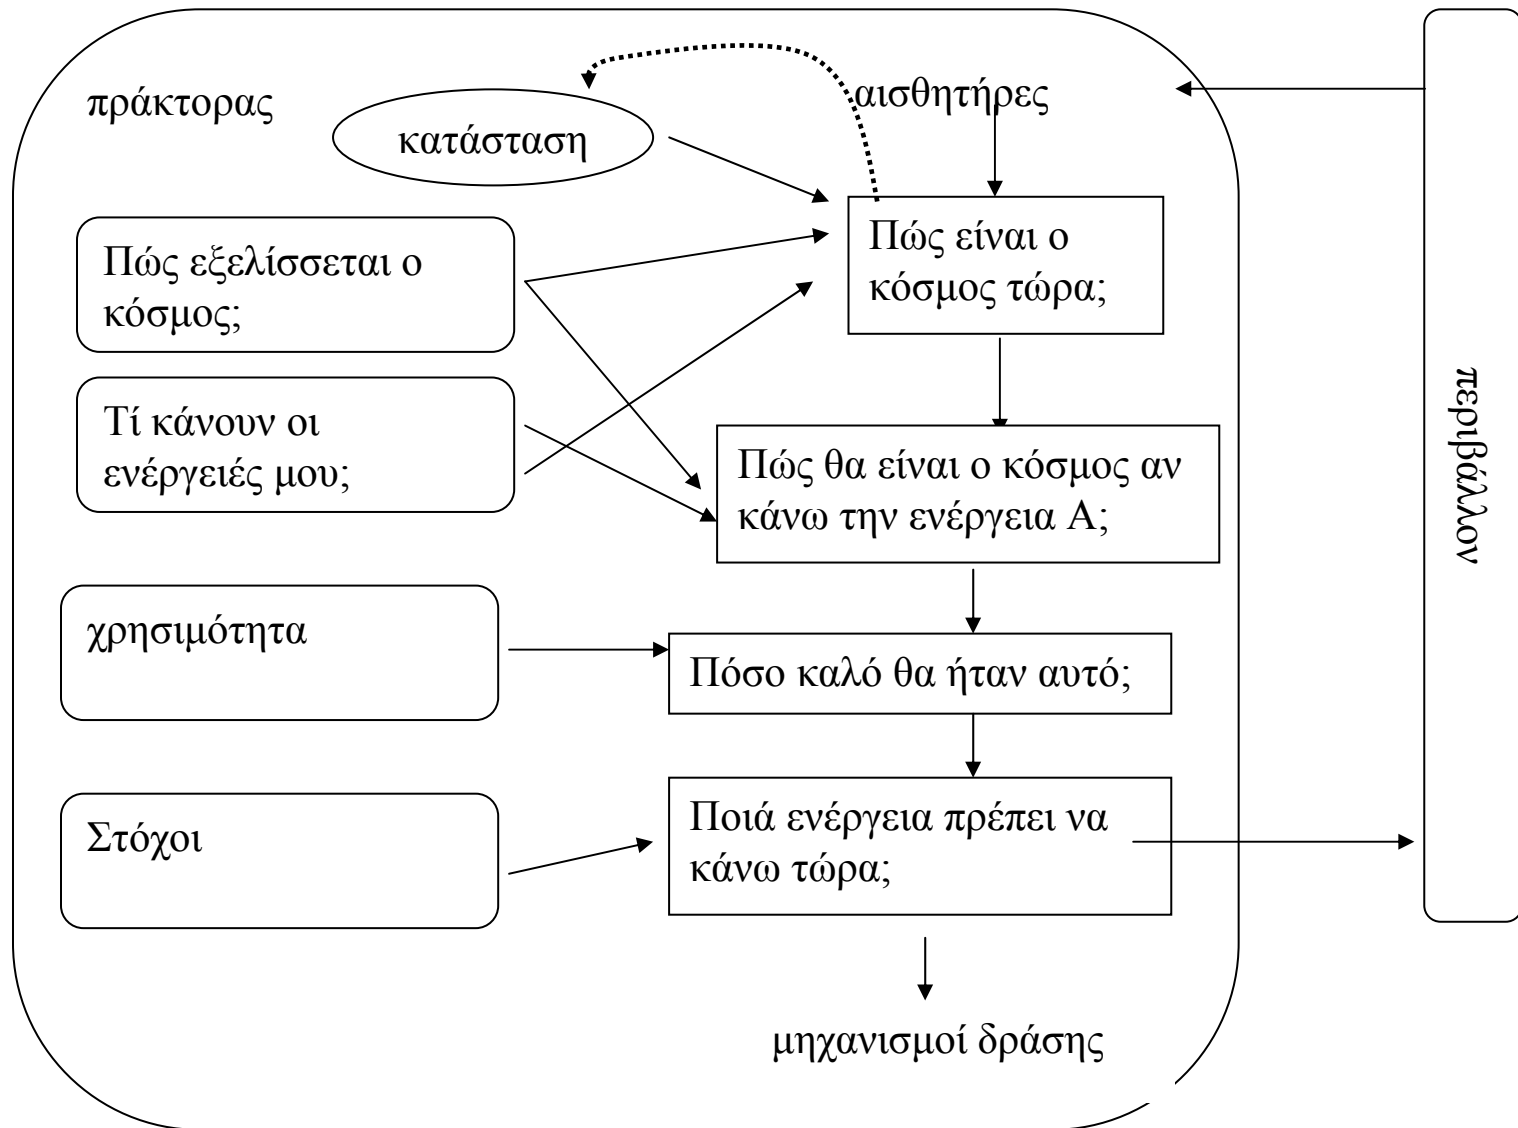 πράκτορας
αισθητήρες
κατάσταση
Πώς εξελίσσεται ο
κόσμος;
Πώς είναι ο
κόσμος τώρα;
Τί κάνουν οι
ενέργειές μου;
Πώς θα είναι ο κόσμος αν
κάνω την ενέργεια Α;
χρησιμότητα
Πόσο καλό θα ήταν αυτό;
Στόχοι
Ποιά ενέργεια πρέπει να
κάνω τώρα;
μηχανισμοί δράσης
περιβάλλον